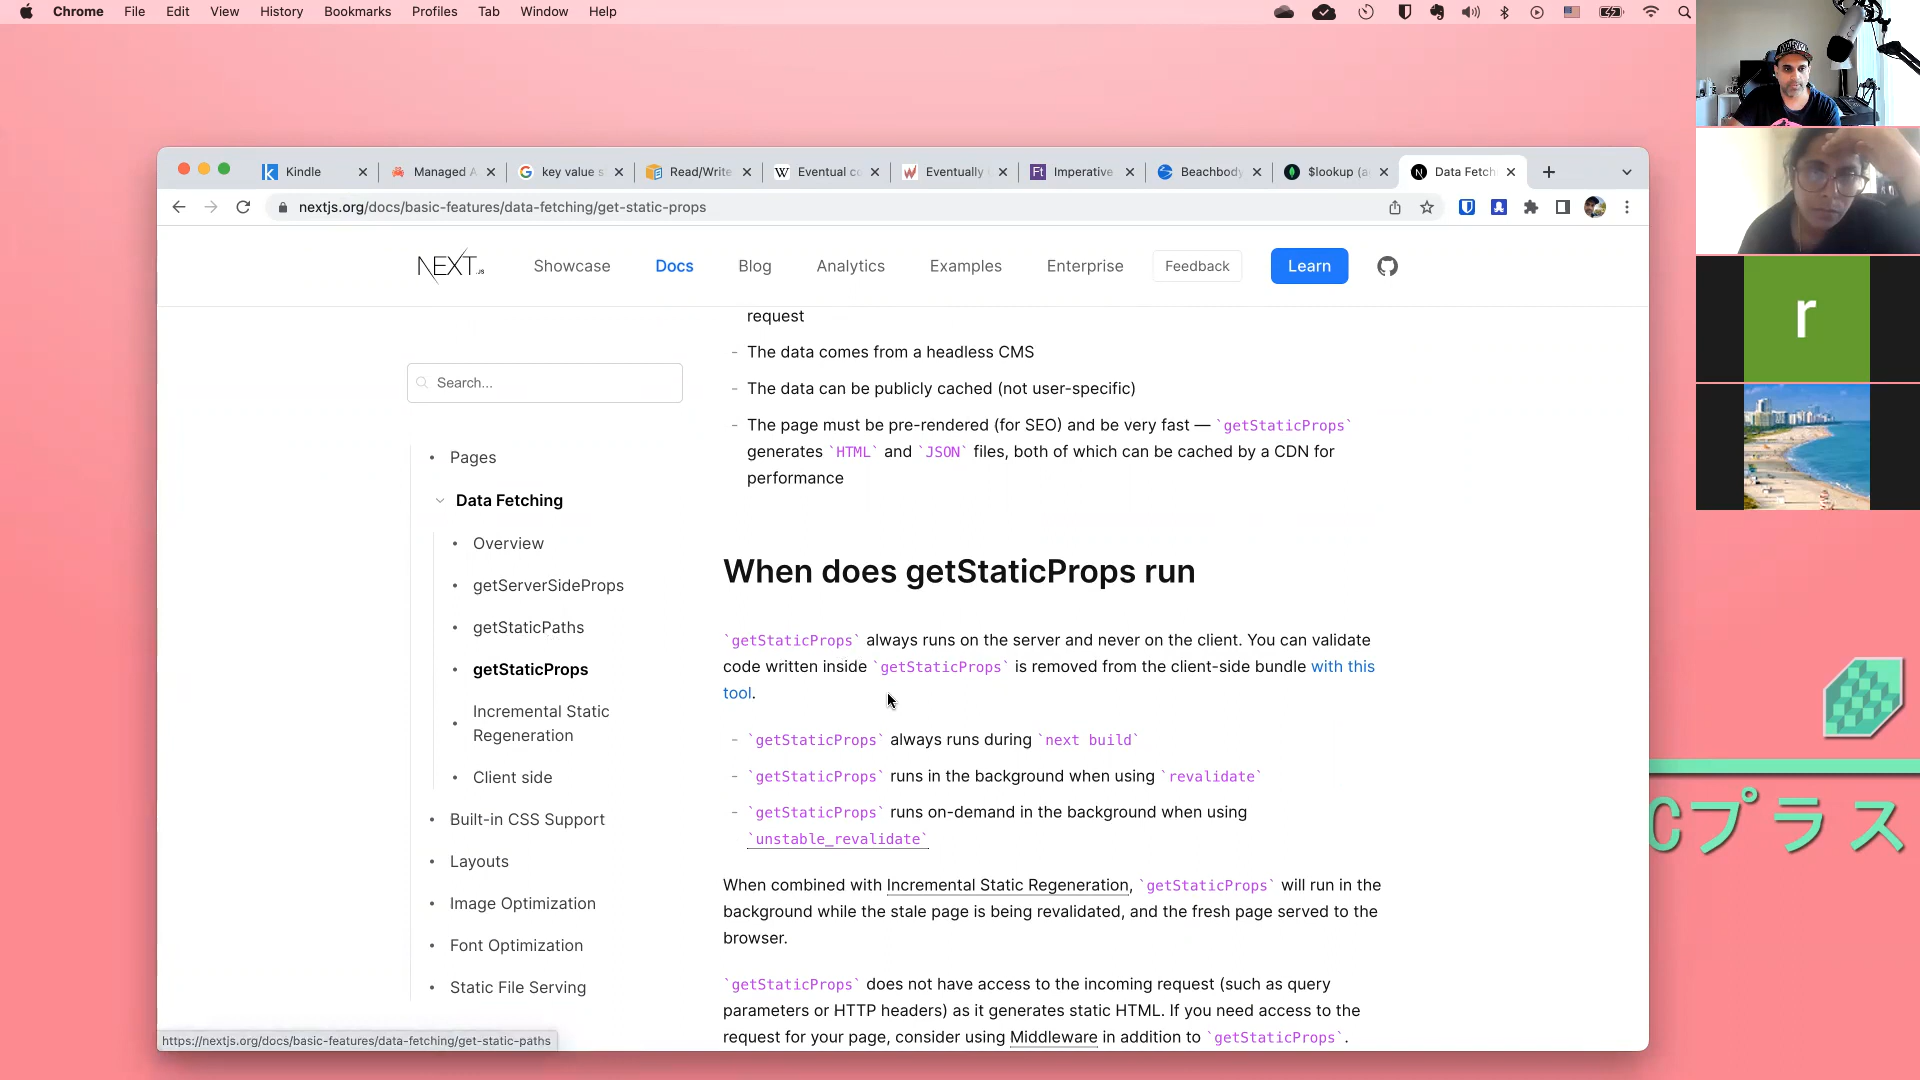 Chrome File Edit View History Bookmarks Profiles Tab Window Help
Kindle
Managed A
key value s
Read/Write
Eventual co
Eventually
Imperative
Beachbody
$lookup (a
Data Fetch
nextjs.org/docs/basic-features/data-fetching/get-static-props
NEXT.JS Showcase Docs Blog Analytics Examples Enterprise Feedback Learn
Search...
Pages
Data Fetching
Overview
getServerSideProps
getStaticPaths
getStaticProps
Incremental Static
Regeneration
Client side
Built-in CSS Support
Layouts
Image Optimization
Font Optimization
Static File Serving
request
- The data comes from a headless CMS
- The data can be publicly cached (not user-specific)
- The page must be pre-rendered (for SEO) and be very fast — `getStaticProps`
generates `HTML` and `JSON` files, both of which can be cached by a CDN for
performance
When does getStaticProps run
`getStaticProps` always runs on the server and never on the client. You can validate
code written inside `getStaticProps` is removed from the client-side bundle with this
tool.
- `getStaticProps` always runs during `next build`
- `getStaticProps` runs in the background when using `revalidate`
- `getStaticProps` runs on-demand in the background when using
`unstable_revalidate`
When combined with Incremental Static Regeneration, `getStaticProps` will run in the
background while the stale page is being revalidated, and the fresh page served to the
browser.
`getStaticProps` does not have access to the incoming request (such as query
parameters or HTTP headers) as it generates static HTML. If you need access to the
request for your page, consider using Middleware in addition to `getStaticProps`.
https://nextjs.org/docs/basic-features/data-fetching/get-static-paths
r
Cプラス